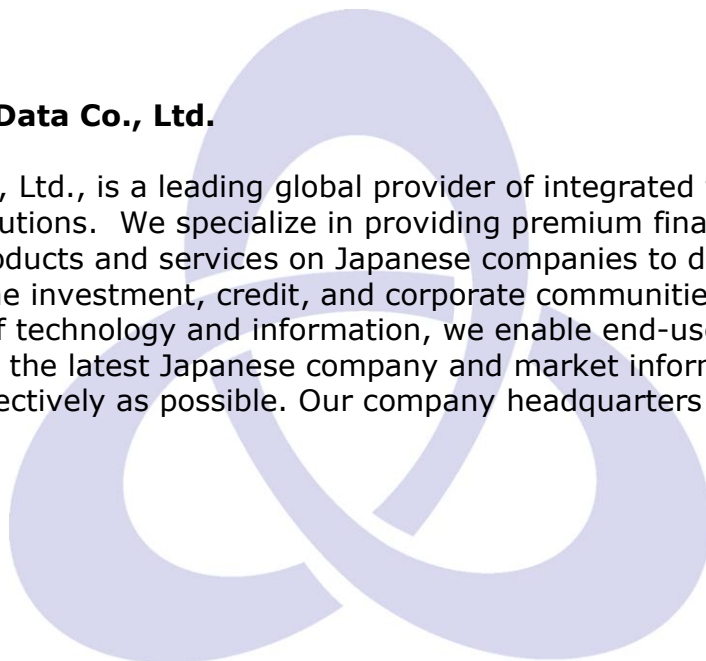 Data Co., Ltd.
, Ltd., is a leading global provider of integrated
utions. We specialize in providing premium fina
oducts and services on Japanese companies to d
e investment, credit, and corporate communitie
f technology and information, we enable end-us
the latest Japanese company and market inform
ectively as possible. Our company headquarters